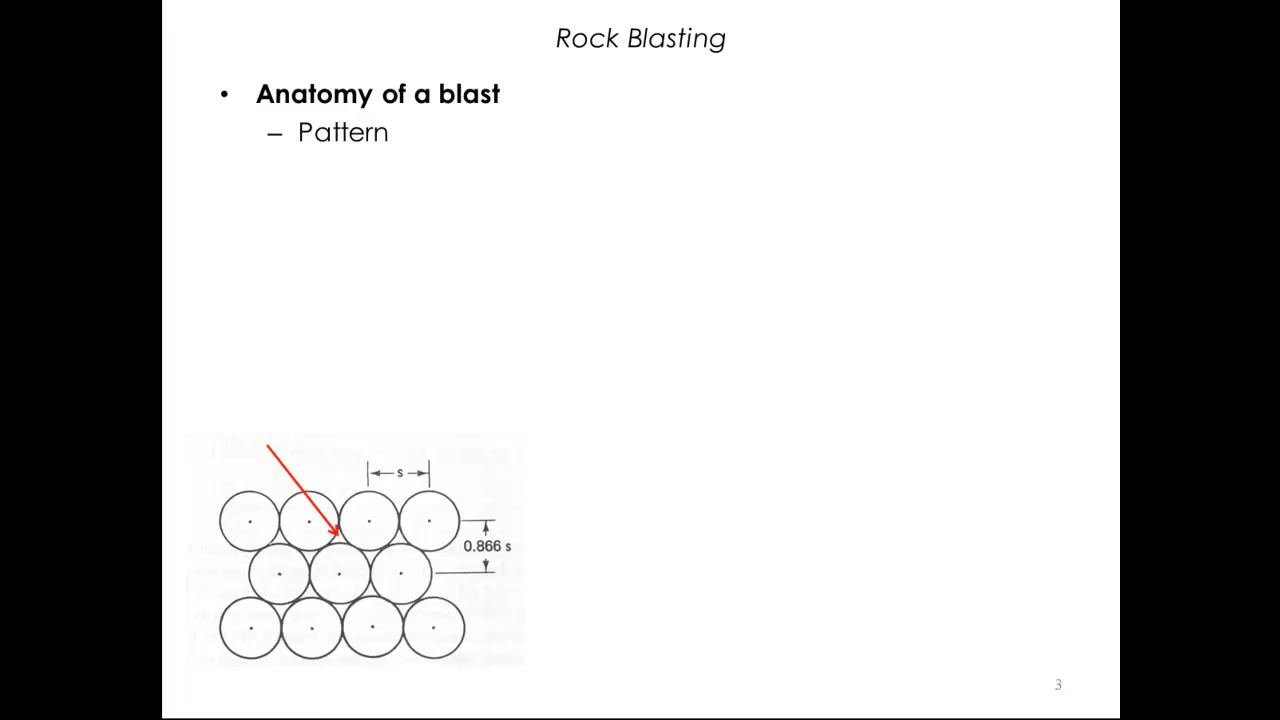 Rock Blasting
• Anatomy of a blast
– Pattern
s
0.866 s
3